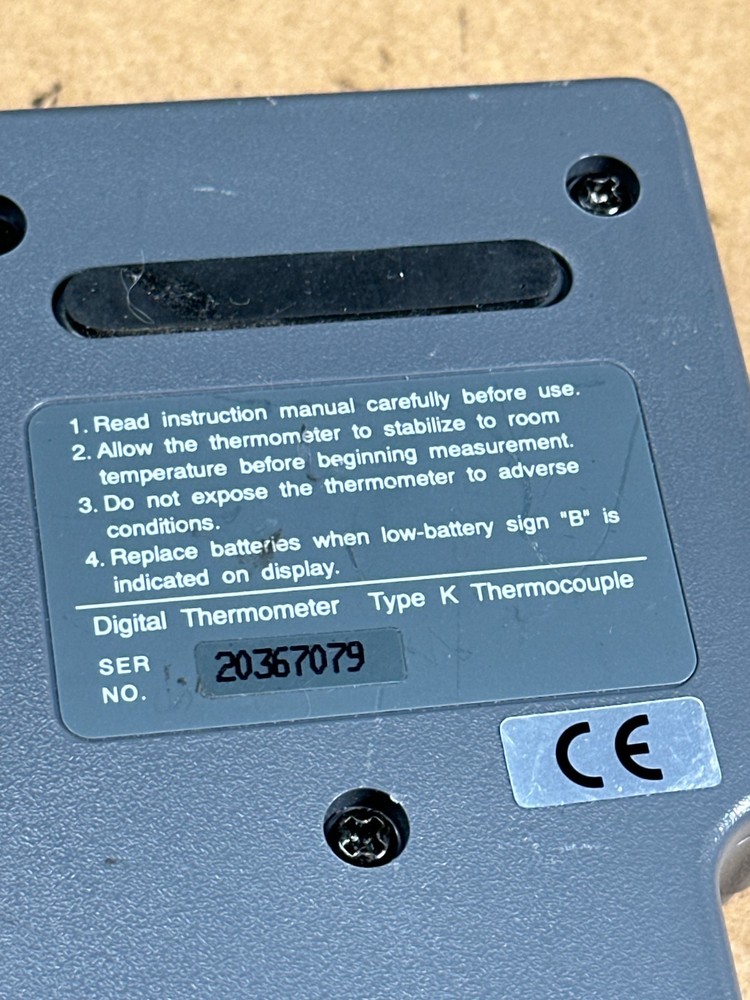 1. Read instruction manual carefully before use.
2. Allow the thermometer to stabilize to room
temperature before beginning measurement.
3. Do not expose the thermometer to adverse
conditions.
4. Replace batteries when low-battery sign "B" is
indicated on display.
Digital Thermometer Type K Thermocouple
SER
NO. 20367079
CE